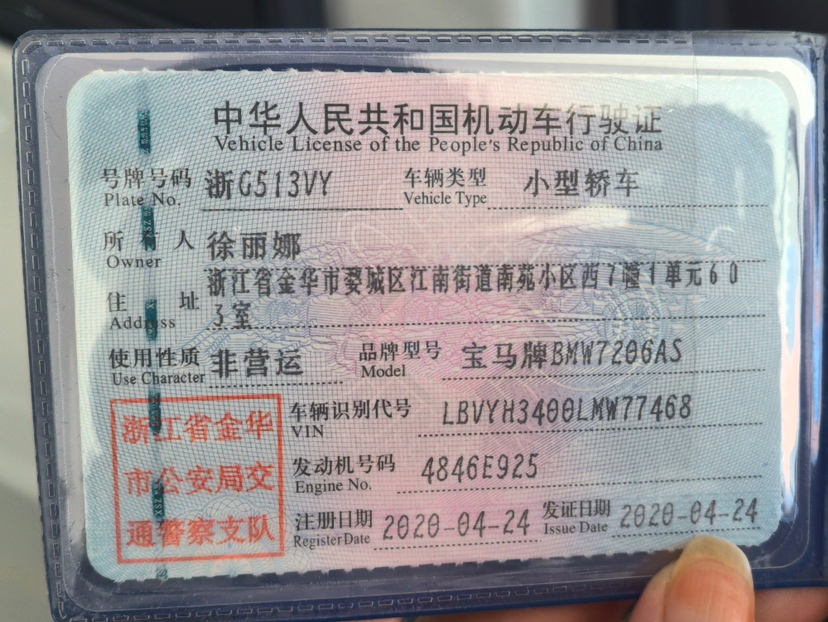 中华人民共和国机动车行驶证
Vehicle License of the People's Republic of China
号牌号码 浙G513VY 车辆类型 小型轿车
Plate No. Vehicle Type
所有人 徐丽娜
Owner
住址 浙江省金华市婺城区江南街道南苑小区西7幢1单元60
Address 3室
使用性质 非营运 品牌型号 宝马牌BMW7206AS
Use Character Model
车辆识别代号 LBVYH3400LMW77468
VIN
发动机号码 4846E925
Engine No.
注册日期 2020-04-24 发证日期 2020-04-24
Register Date Issue Date
浙江省金华
市公安局交
通警察支队